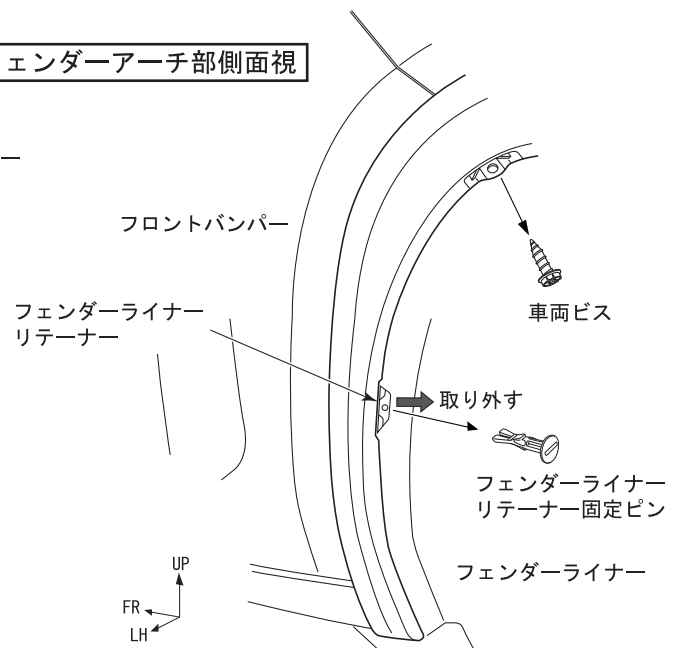 ェンダーアーチ部側面視
ー
フロントバンパー
フェンダーライナー
リテーナー
車両ビス
取り外す
フェンダーライナー
リテーナー固定ピン
フェンダーライナー
UP
FR
LH